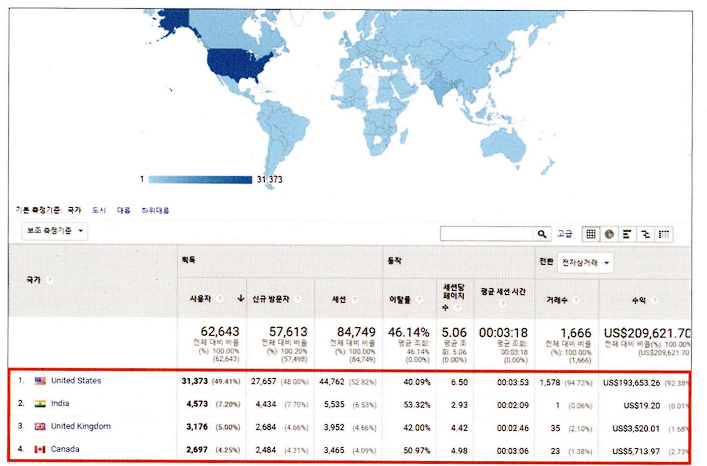 1 31,373
기본 측정기준: 국가 도시 대륙 하위대륙
보조 측정기준 고급
국가 획득 동작 전환 전자상거래
사용자 신규 방문자 세션 이탈률 세션당 페이지수 평균 세션 시간 거래수 수익
62,643 57,613 84,749 46.14% 5.06 00:03:18 1,666 US$209,621.70
전체 대비 비율(%): 100.00% (62,643) 전체 대비 비율(%): 100.20% (57,498) 전체 대비 비율(%): 100.00% (84,749) 평균 조회: 46.14% (0.00%) 평균 조회: 5.06 (0.00%) 평균 조회: 00:03:18 (0.00%) 전체 대비 비율(%): 100.00% (1,666) 전체 대비 비율(%): 100.00% (US$209,621.70
1. United States 31,373 (49.41%) 27,657 (48.00%) 44,762 (52.82%) 40.09% 6.50 00:03:53 1,578 (94.72%) US$193,653.26 (92.38%
2. India 4,573 (7.20%) 4,434 (7.70%) 5,535 (6.53%) 53.32% 2.93 00:02:09 1 (0.06%) US$19.20 (0.01%
3. United Kingdom 3,176 (5.00%) 2,684 (4.66%) 3,952 (4.66%) 42.00% 4.42 00:02:46 35 (2.10%) US$3,520.01 (1.68%
4. Canada 2,697 (4.25%) 2,484 (4.31%) 3,465 (4.09%) 50.97% 4.98 00:03:06 23 (1.38%) US$5,713.97 (2.73%